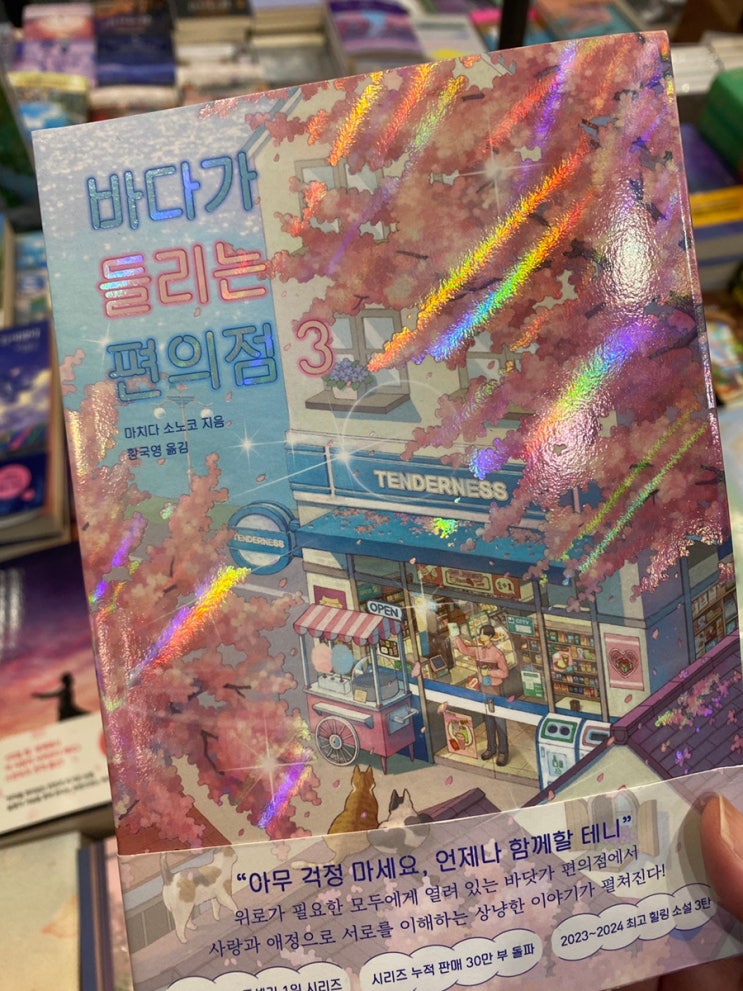 바다가
들리는
편의점 3
마치다 소노코 지음
황국영 옮김
TENDERNESS
TENDERNESS
OPEN
“아무 걱정 마세요, 언제나 함께할 테니”
위로가 필요한 모두에게 열려 있는 바닷가 편의점에서
사랑과 애정으로 서로를 이해하는 상냥한 이야기가 펼쳐진다!
1위 시리즈
시리즈 누적 판매 30만 부 돌파
2023~2024 최고 힐링 소설 3탄